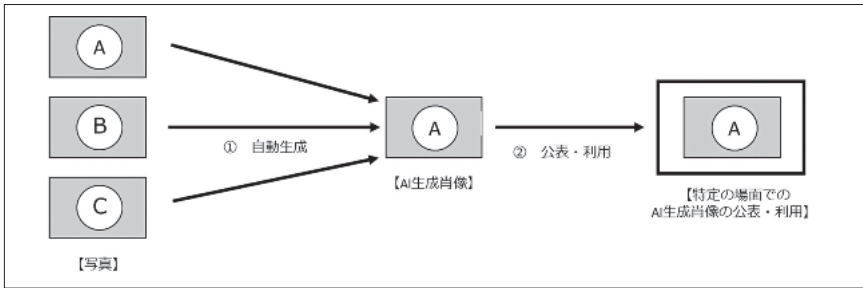 A
B
C
【写真】
① 自動生成
A
【AI生成肖像】
② 公表・利用
A
【特定の場面での
AI生成肖像の公表・利用】